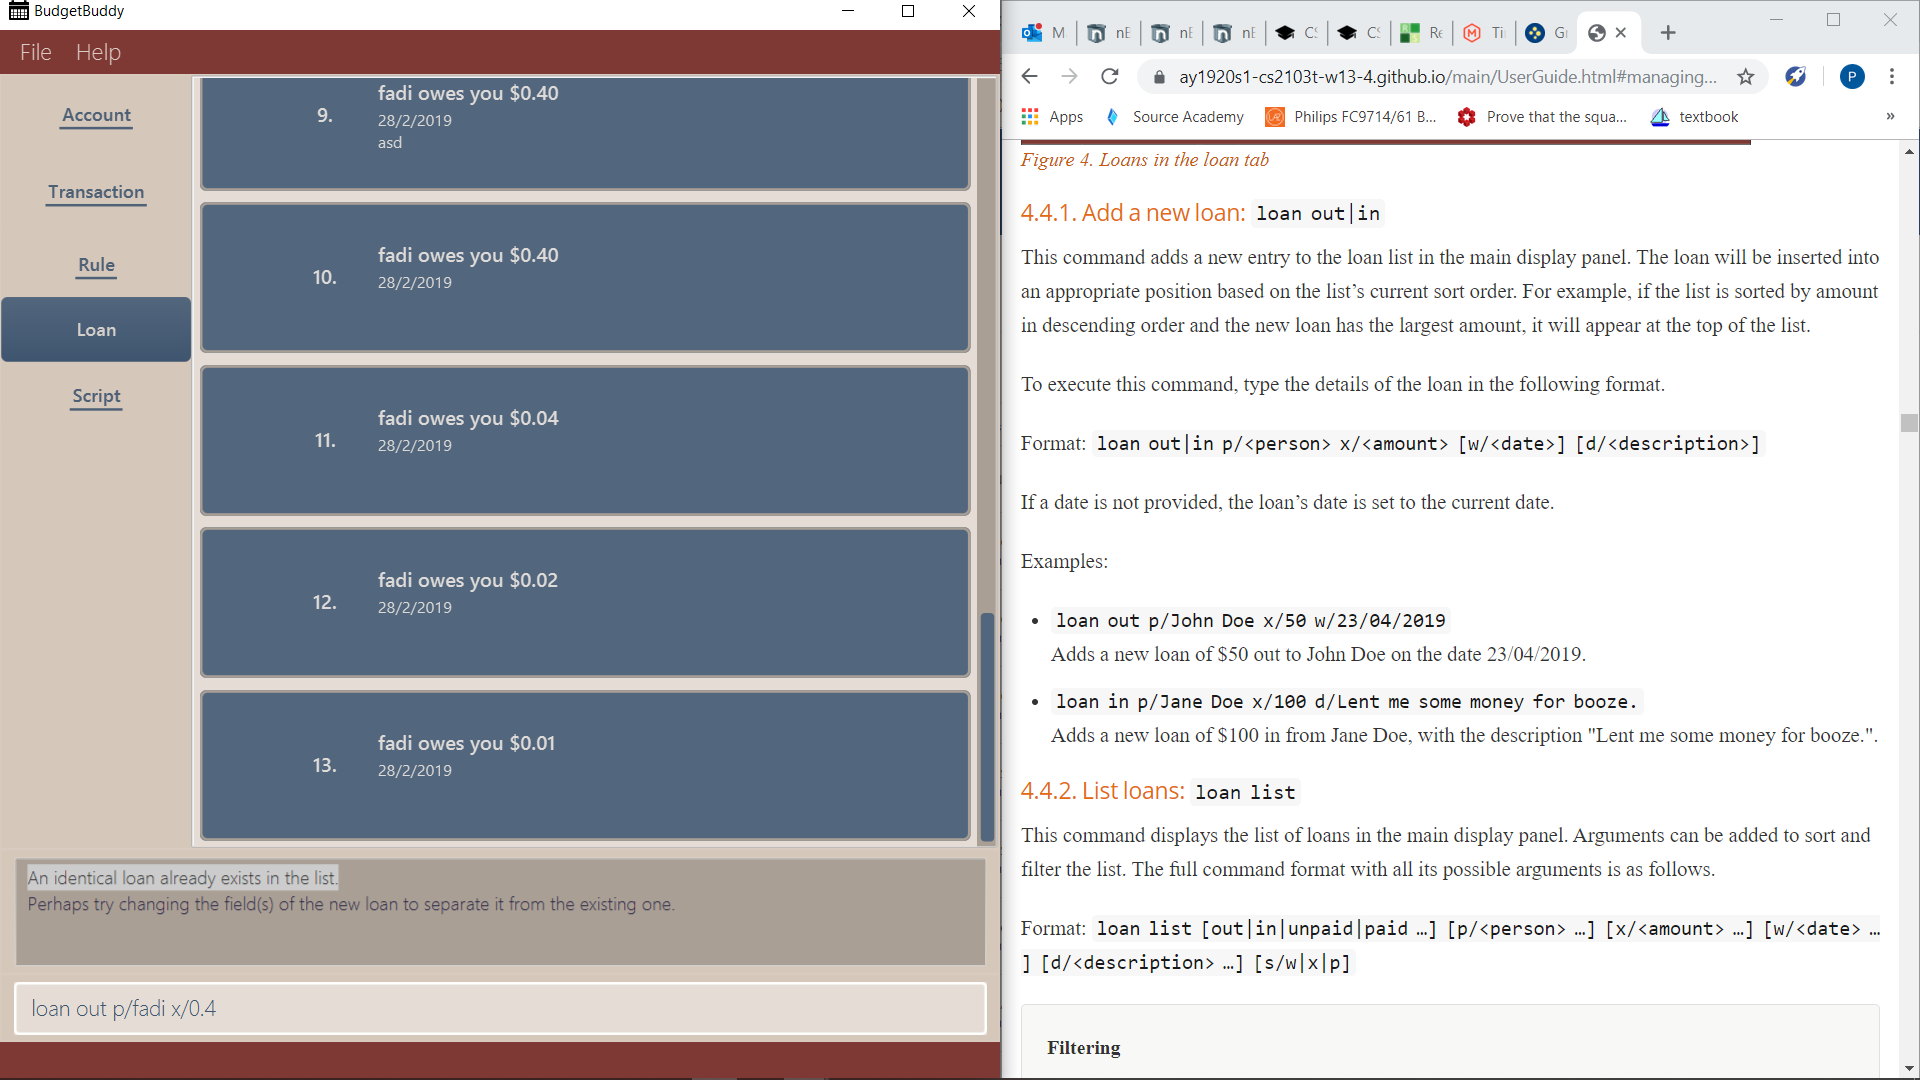 BudgetBuddy
File Help
Account
Transaction
Rule
Loan
Script
9.
fadi owes you $0.40
28/2/2019
asd
10.
fadi owes you $0.40
28/2/2019
11.
fadi owes you $0.04
28/2/2019
12.
fadi owes you $0.02
28/2/2019
13.
fadi owes you $0.01
28/2/2019
An identical loan already exists in the list.
Perhaps try changing the field(s) of the new loan to separate it from the existing one.
loan out p/fadi x/0.4
M nE nE nE CS CS Re Ti G
ay1920s1-cs2103t-w13-4.github.io/main/UserGuide.html#managing...
P
Apps Source Academy Philips FC9714/61 B... Prove that the squa... textbook »
Figure 4. Loans in the loan tab
4.4.1. Add a new loan: loan out|in
This command adds a new entry to the loan list in the main display panel. The loan will be inserted into
an appropriate position based on the list’s current sort order. For example, if the list is sorted by amount
in descending order and the new loan has the largest amount, it will appear at the top of the list.
To execute this command, type the details of the loan in the following format.
Format: loan out|in p/<person> x/<amount> [w/<date>] [d/<description>]
If a date is not provided, the loan’s date is set to the current date.
Examples:
• loan out p/John Doe x/50 w/23/04/2019
Adds a new loan of $50 out to John Doe on the date 23/04/2019.
• loan in p/Jane Doe x/100 d/Lent me some money for booze.
Adds a new loan of $100 in from Jane Doe, with the description "Lent me some money for booze.".
4.4.2. List loans: loan list
This command displays the list of loans in the main display panel. Arguments can be added to sort and
filter the list. The full command format with all its possible arguments is as follows.
Format: loan list [out|in|unpaid|paid …] [p/<person> …] [x/<amount> …] [w/<date> …
] [d/<description> …] [s/w|x|p]
Filtering